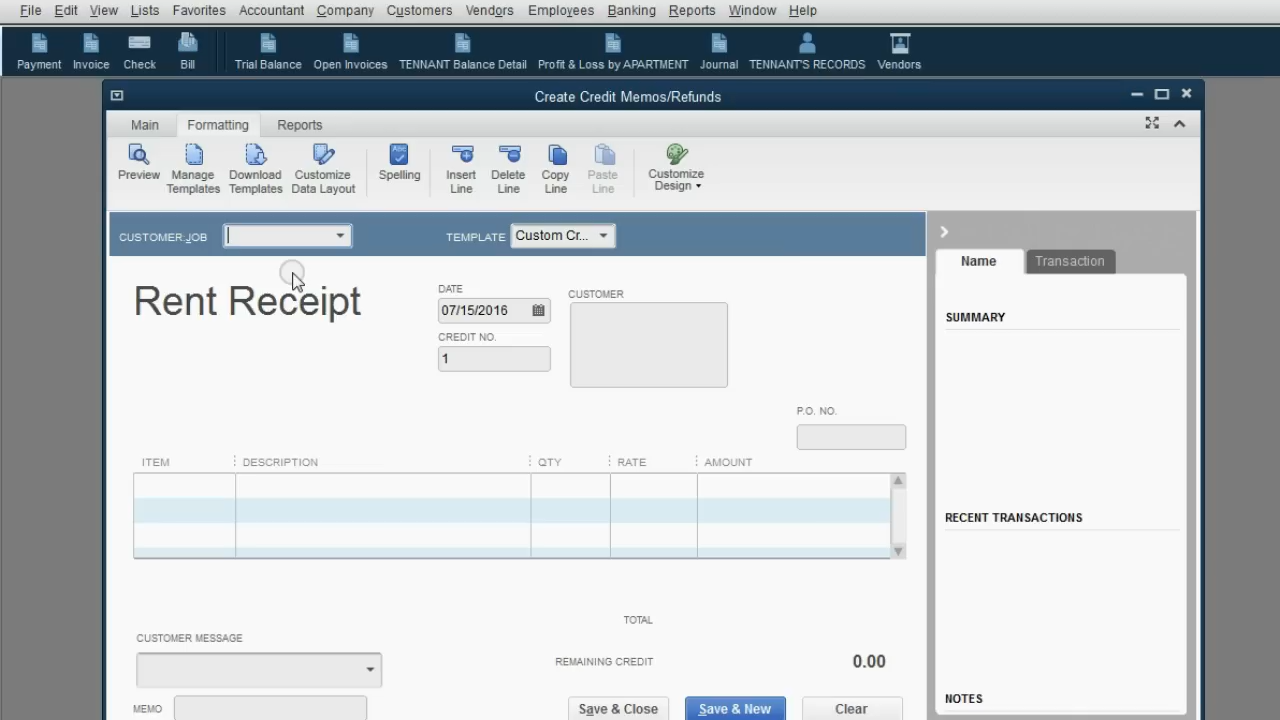 File Edit View Lists Favorites Accountant Company Customers Vendors Employees Banking Reports Window Help
Payment Invoice Check Bill Trial Balance Open Invoices TENNANT Balance Detail Profit & Loss by APARTMENT Journal TENNANT'S RECORDS Vendors
Create Credit Memos/Refunds
Main Formatting Reports
Preview Manage Templates Download Templates Customize Data Layout Spelling Insert Line Delete Line Copy Line Paste Line Customize Design
CUSTOMER:JOB TEMPLATE Custom Cr...
Name Transaction
Rent Receipt
DATE
07/15/2016
CREDIT NO.
1
CUSTOMER
P.O. NO.
ITEM DESCRIPTION QTY RATE AMOUNT
SUMMARY
RECENT TRANSACTIONS
TOTAL
CUSTOMER MESSAGE
REMAINING CREDIT 0.00
MEMO
Save & Close Save & New Clear
NOTES